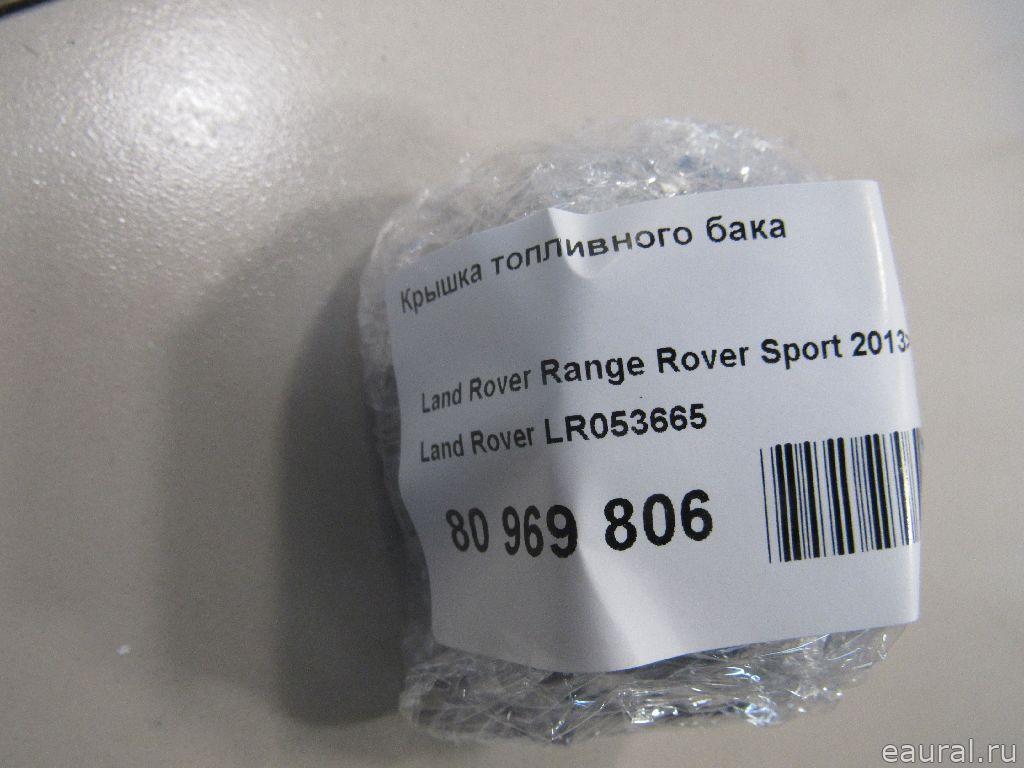 Крышка топливного бака
Land Rover Range Rover Sport 2013>
Land Rover LR053665
80 969 806
eaural.ru